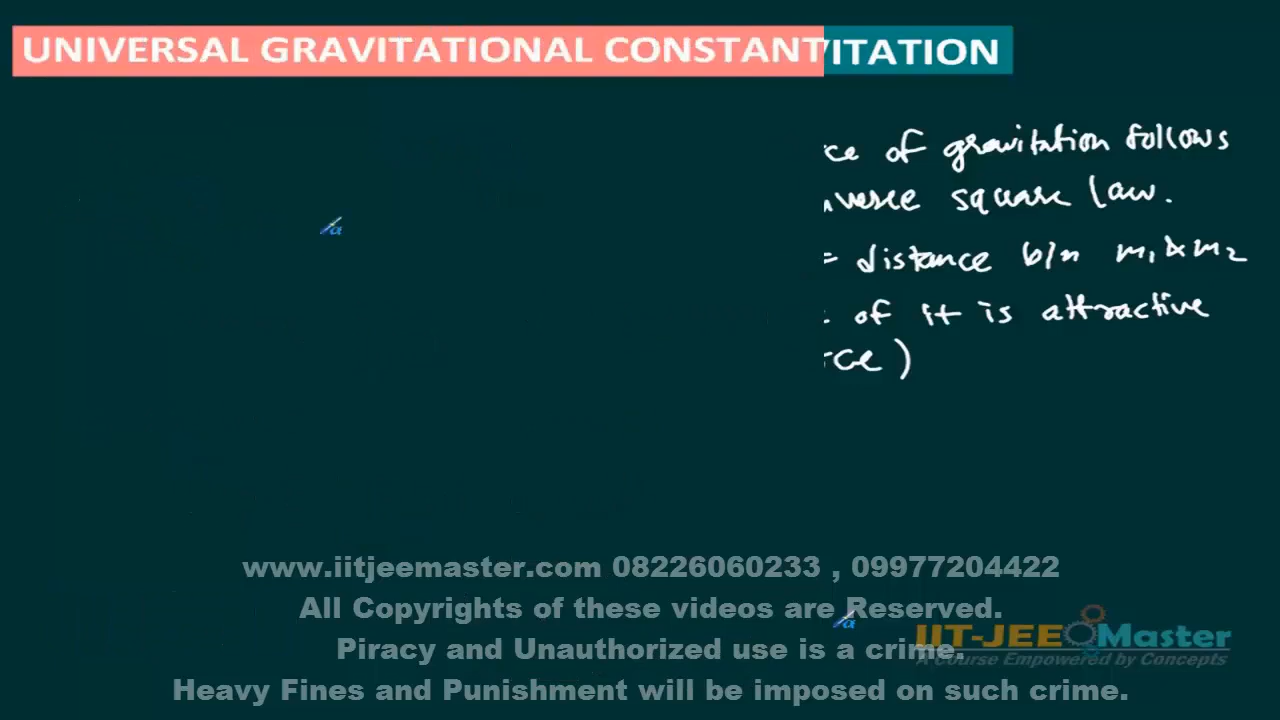 UNIVERSAL GRAVITATIONAL CONSTANTVITATION
ce of gravitation follows
verse square law.
= distance b/n m₁ & m₂
: of it is attractive
rce )
www.iitjeemaster.com 08226060233 , 09977204422
All Copyrights of these videos are Reserved.
IIT-JEE Master
Piracy and Unauthorized use is a crime.
A Course Empowered by Concepts
Heavy Fines and Punishment will be imposed on such crime.